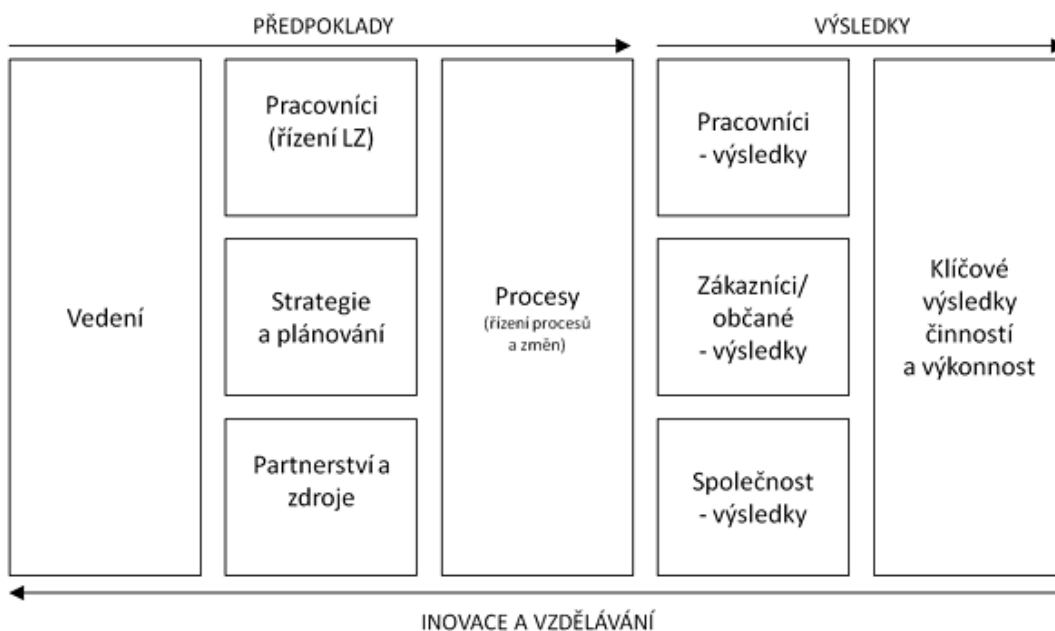 PŘEDPOKLADY
VÝSLEDKY
Vedení
Pracovníci
(řízení LZ)
Strategie
a plánování
Partnerství a
zdroje
Procesy
(řízení procesů
a změn)
Pracovníci
- výsledky
Zákazníci/
občané
- výsledky
Společnost
- výsledky
Klíčové
výsledky
činností
a výkonnost
INOVACE A VZDĚLÁVÁNÍ